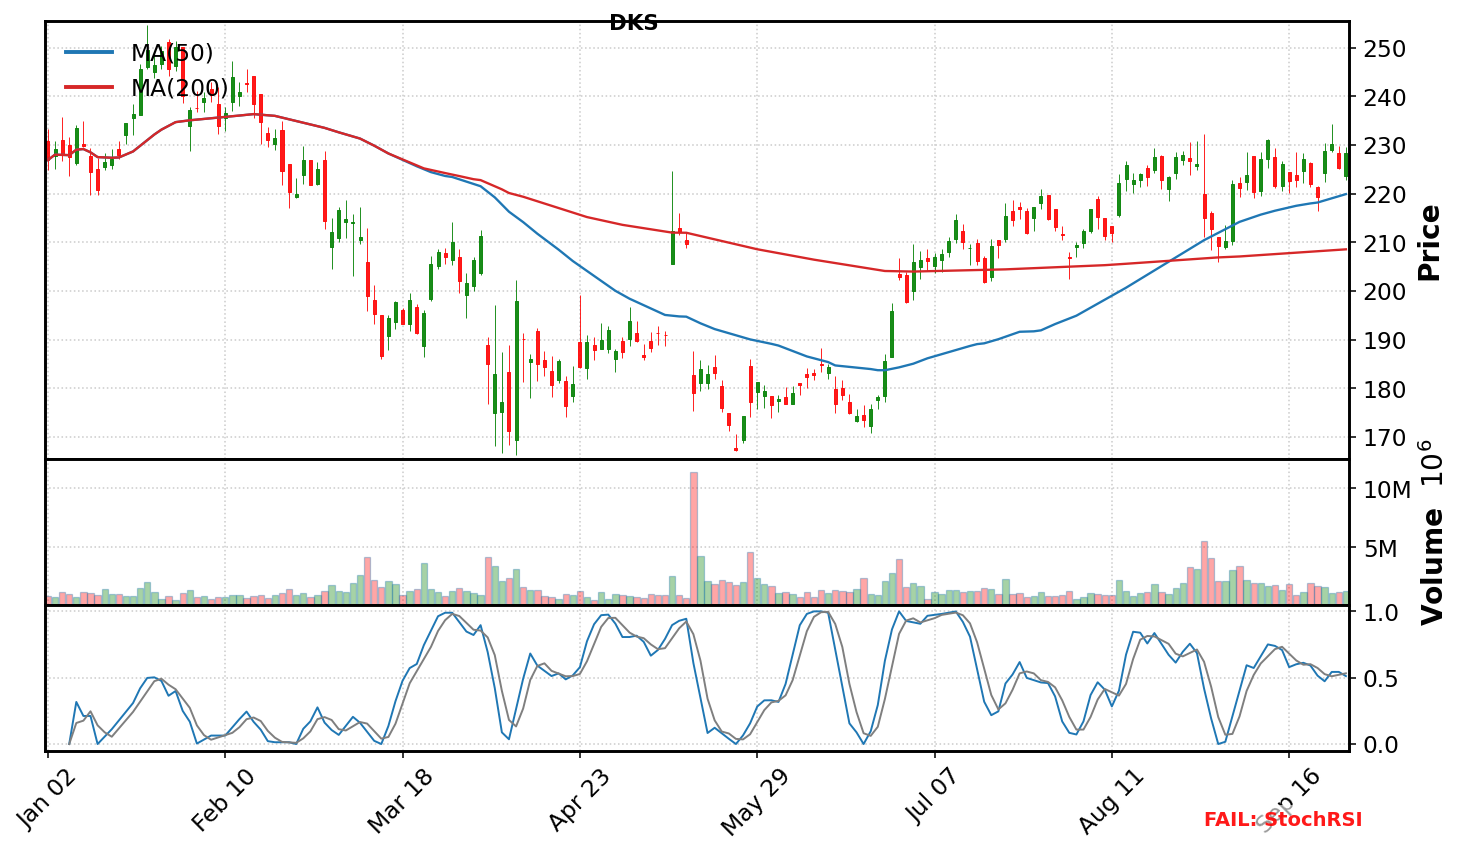 DKS
MA(50)
MA(200)
250
240
230
220
210
200
190
180
170
Price
10M
5M
Volume 10^6
1.0
0.5
0.0
Jan 02
Feb 10
Mar 18
Apr 23
May 29
Jul 07
Aug 11
Sep 16
FAIL: StochRSI